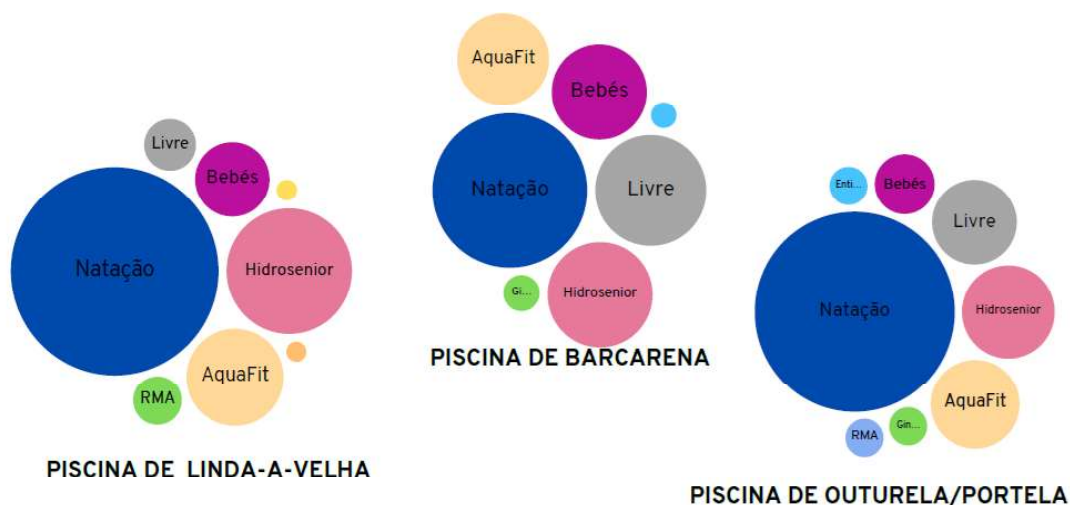 Livre
Bebés
Natação
Hidrosenior
AquaFit
RMA
PISCINA DE LINDA-A-VELHA
AquaFit
Bebés
Natação
Livre
Gi...
Hidrosenior
PISCINA DE BARCARENA
Enti...
Bebés
Livre
Natação
Hidrosenior
AquaFit
Gin...
RMA
PISCINA DE OUTURELA/PORTELA